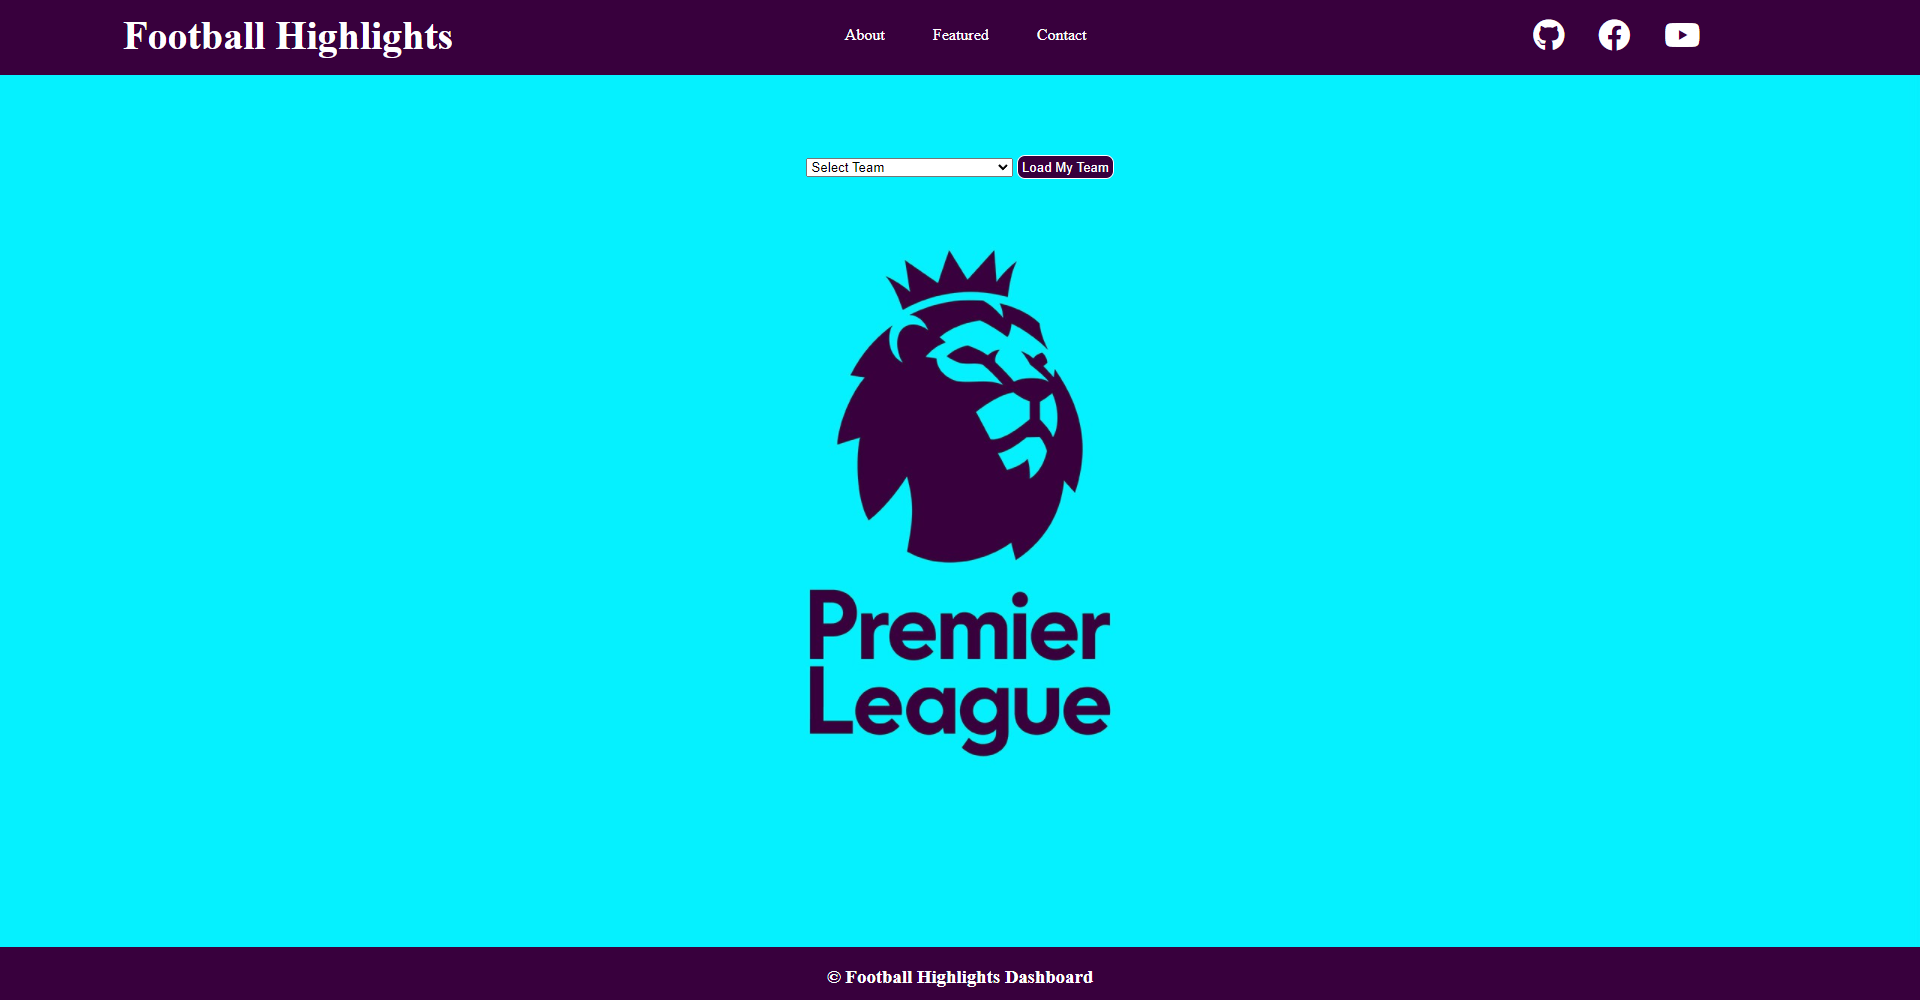 Football Highlights
About Featured Contact
Select Team Load My Team
Premier
League
© Football Highlights Dashboard